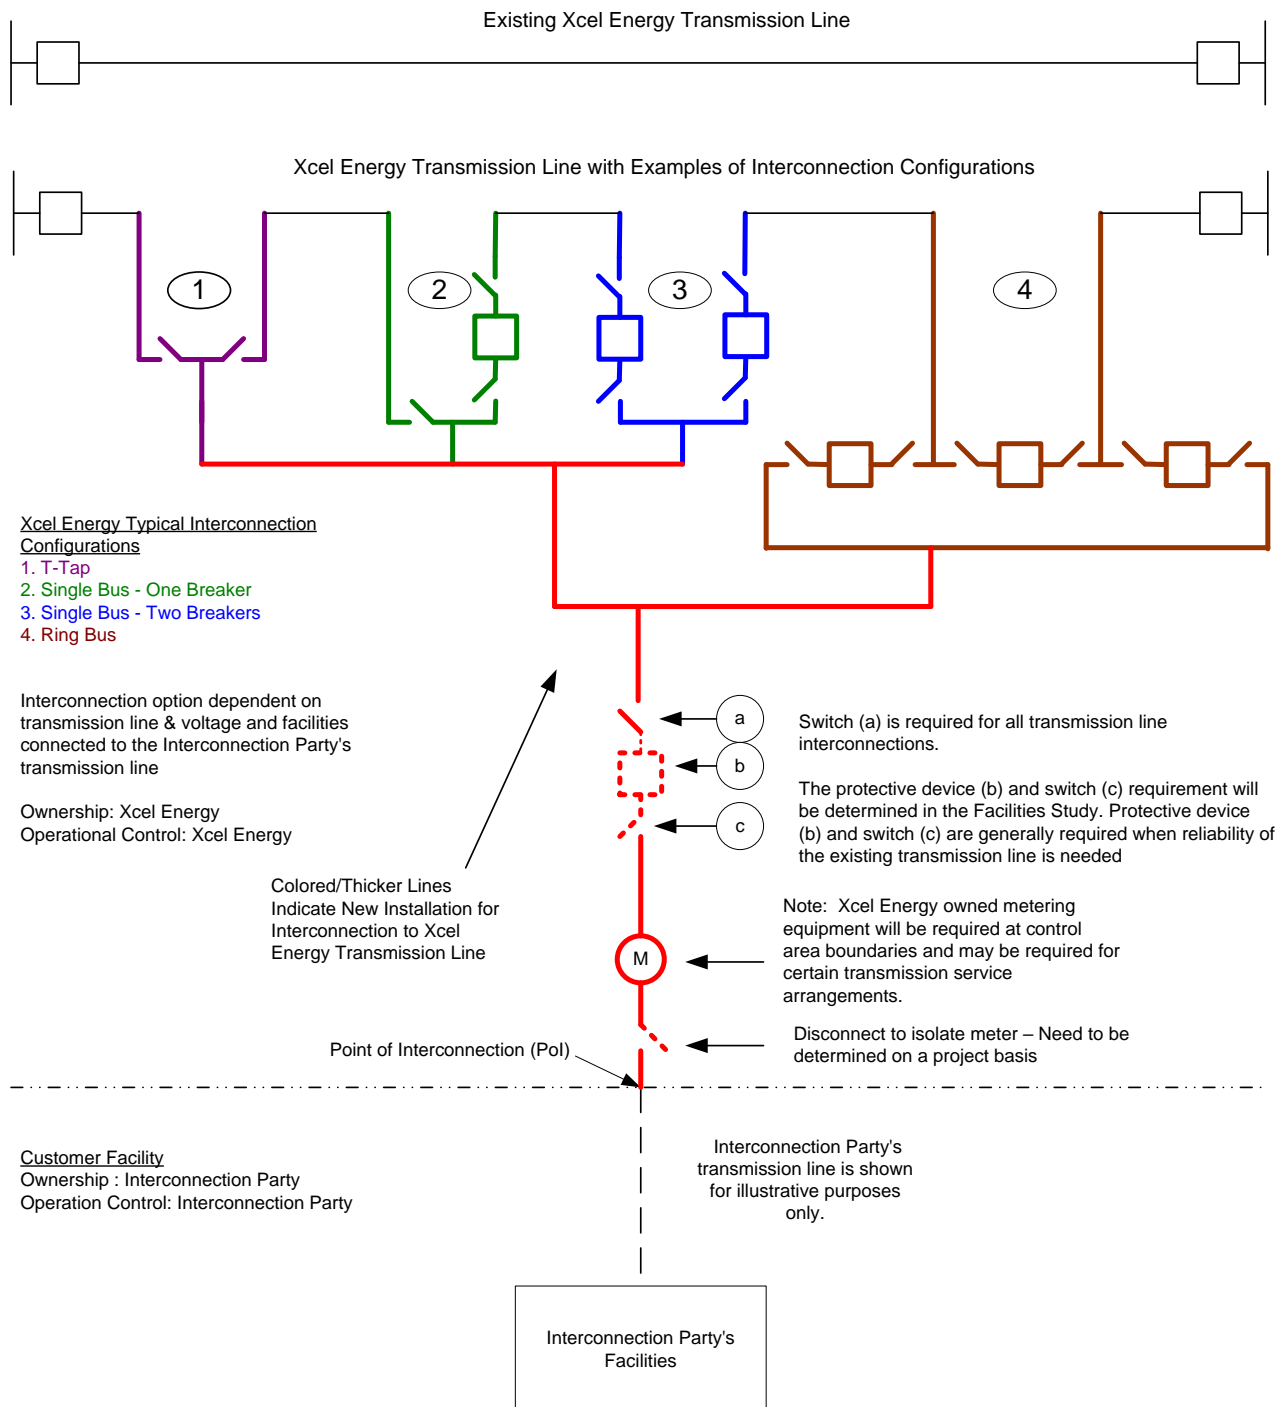 Existing Xcel Energy Transmission Line
Xcel Energy Transmission Line with Examples of Interconnection Configurations
1
2
3
4
Xcel Energy Typical Interconnection
Configurations
1. T-Tap
2. Single Bus - One Breaker
3. Single Bus - Two Breakers
4. Ring Bus
Interconnection option dependent on
transmission line & voltage and facilities
connected to the Interconnection Party's
transmission line
Ownership: Xcel Energy
Operational Control: Xcel Energy
Colored/Thicker Lines
Indicate New Installation for
Interconnection to Xcel
Energy Transmission Line
a
b
c
Switch (a) is required for all transmission line
interconnections.
The protective device (b) and switch (c) requirement will
be determined in the Facilities Study. Protective device
(b) and switch (c) are generally required when reliability of
the existing transmission line is needed
Note:  Xcel Energy owned metering
equipment will be required at control
area boundaries and may be required for
certain transmission service
arrangements.
M
Disconnect to isolate meter – Need to be
determined on a project basis
Point of Interconnection (PoI)
Customer Facility
Ownership : Interconnection Party
Operation Control: Interconnection Party
Interconnection Party's
transmission line is shown
for illustrative purposes
only.
Interconnection Party's
Facilities